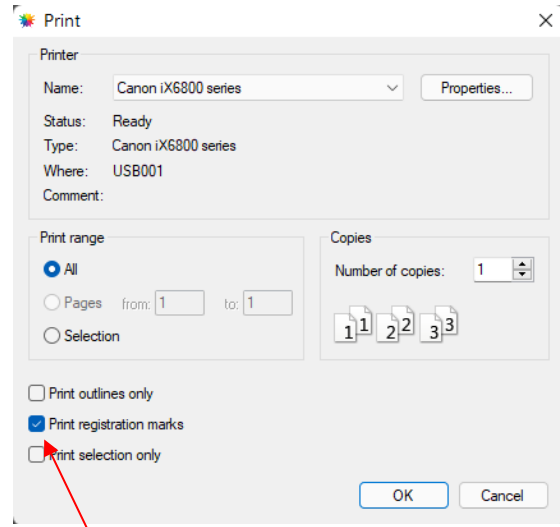 Print
Printer
Name: Canon iX6800 series Properties...
Status: Ready
Type: Canon iX6800 series
Where: USB001
Comment:
Print range
All
Pages from: 1 to: 1
Selection
Copies
Number of copies: 1
1 1 2 2 3 3
Print outlines only
Print registration marks
Print selection only
OK Cancel